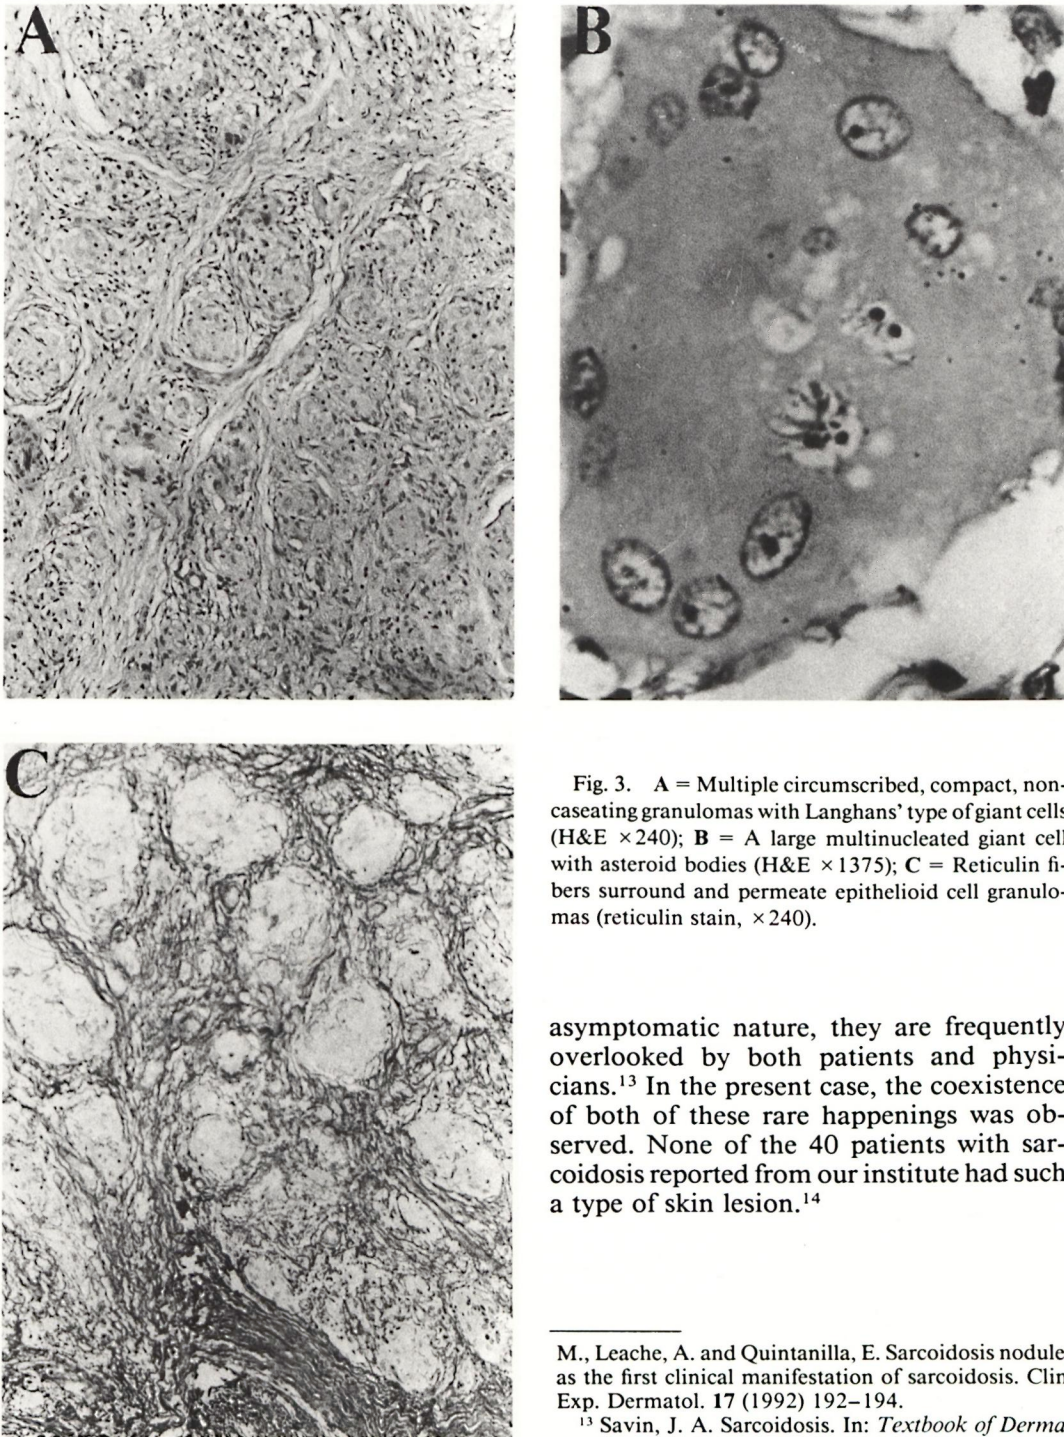 A
B
C
Fig. 3. A = Multiple circumscribed, compact, non-
caseating granulomas with Langhans' type of giant cells
(H&E ×240); B = A large multinucleated giant cell
with asteroid bodies (H&E ×1375); C = Reticulin fi-
bers surround and permeate epithelioid cell granulo-
mas (reticulin stain, ×240).
asymptomatic nature, they are frequently
overlooked by both patients and physi-
cians.¹³ In the present case, the coexistence
of both of these rare happenings was ob-
served. None of the 40 patients with sar-
coidosis reported from our institute had such
a type of skin lesion.¹⁴
M., Leache, A. and Quintanilla, E. Sarcoidosis nodule
as the first clinical manifestation of sarcoidosis. Clin
Exp. Dermatol. 17 (1992) 192–194.
¹³ Savin, J. A. Sarcoidosis. In: Textbook of Derma